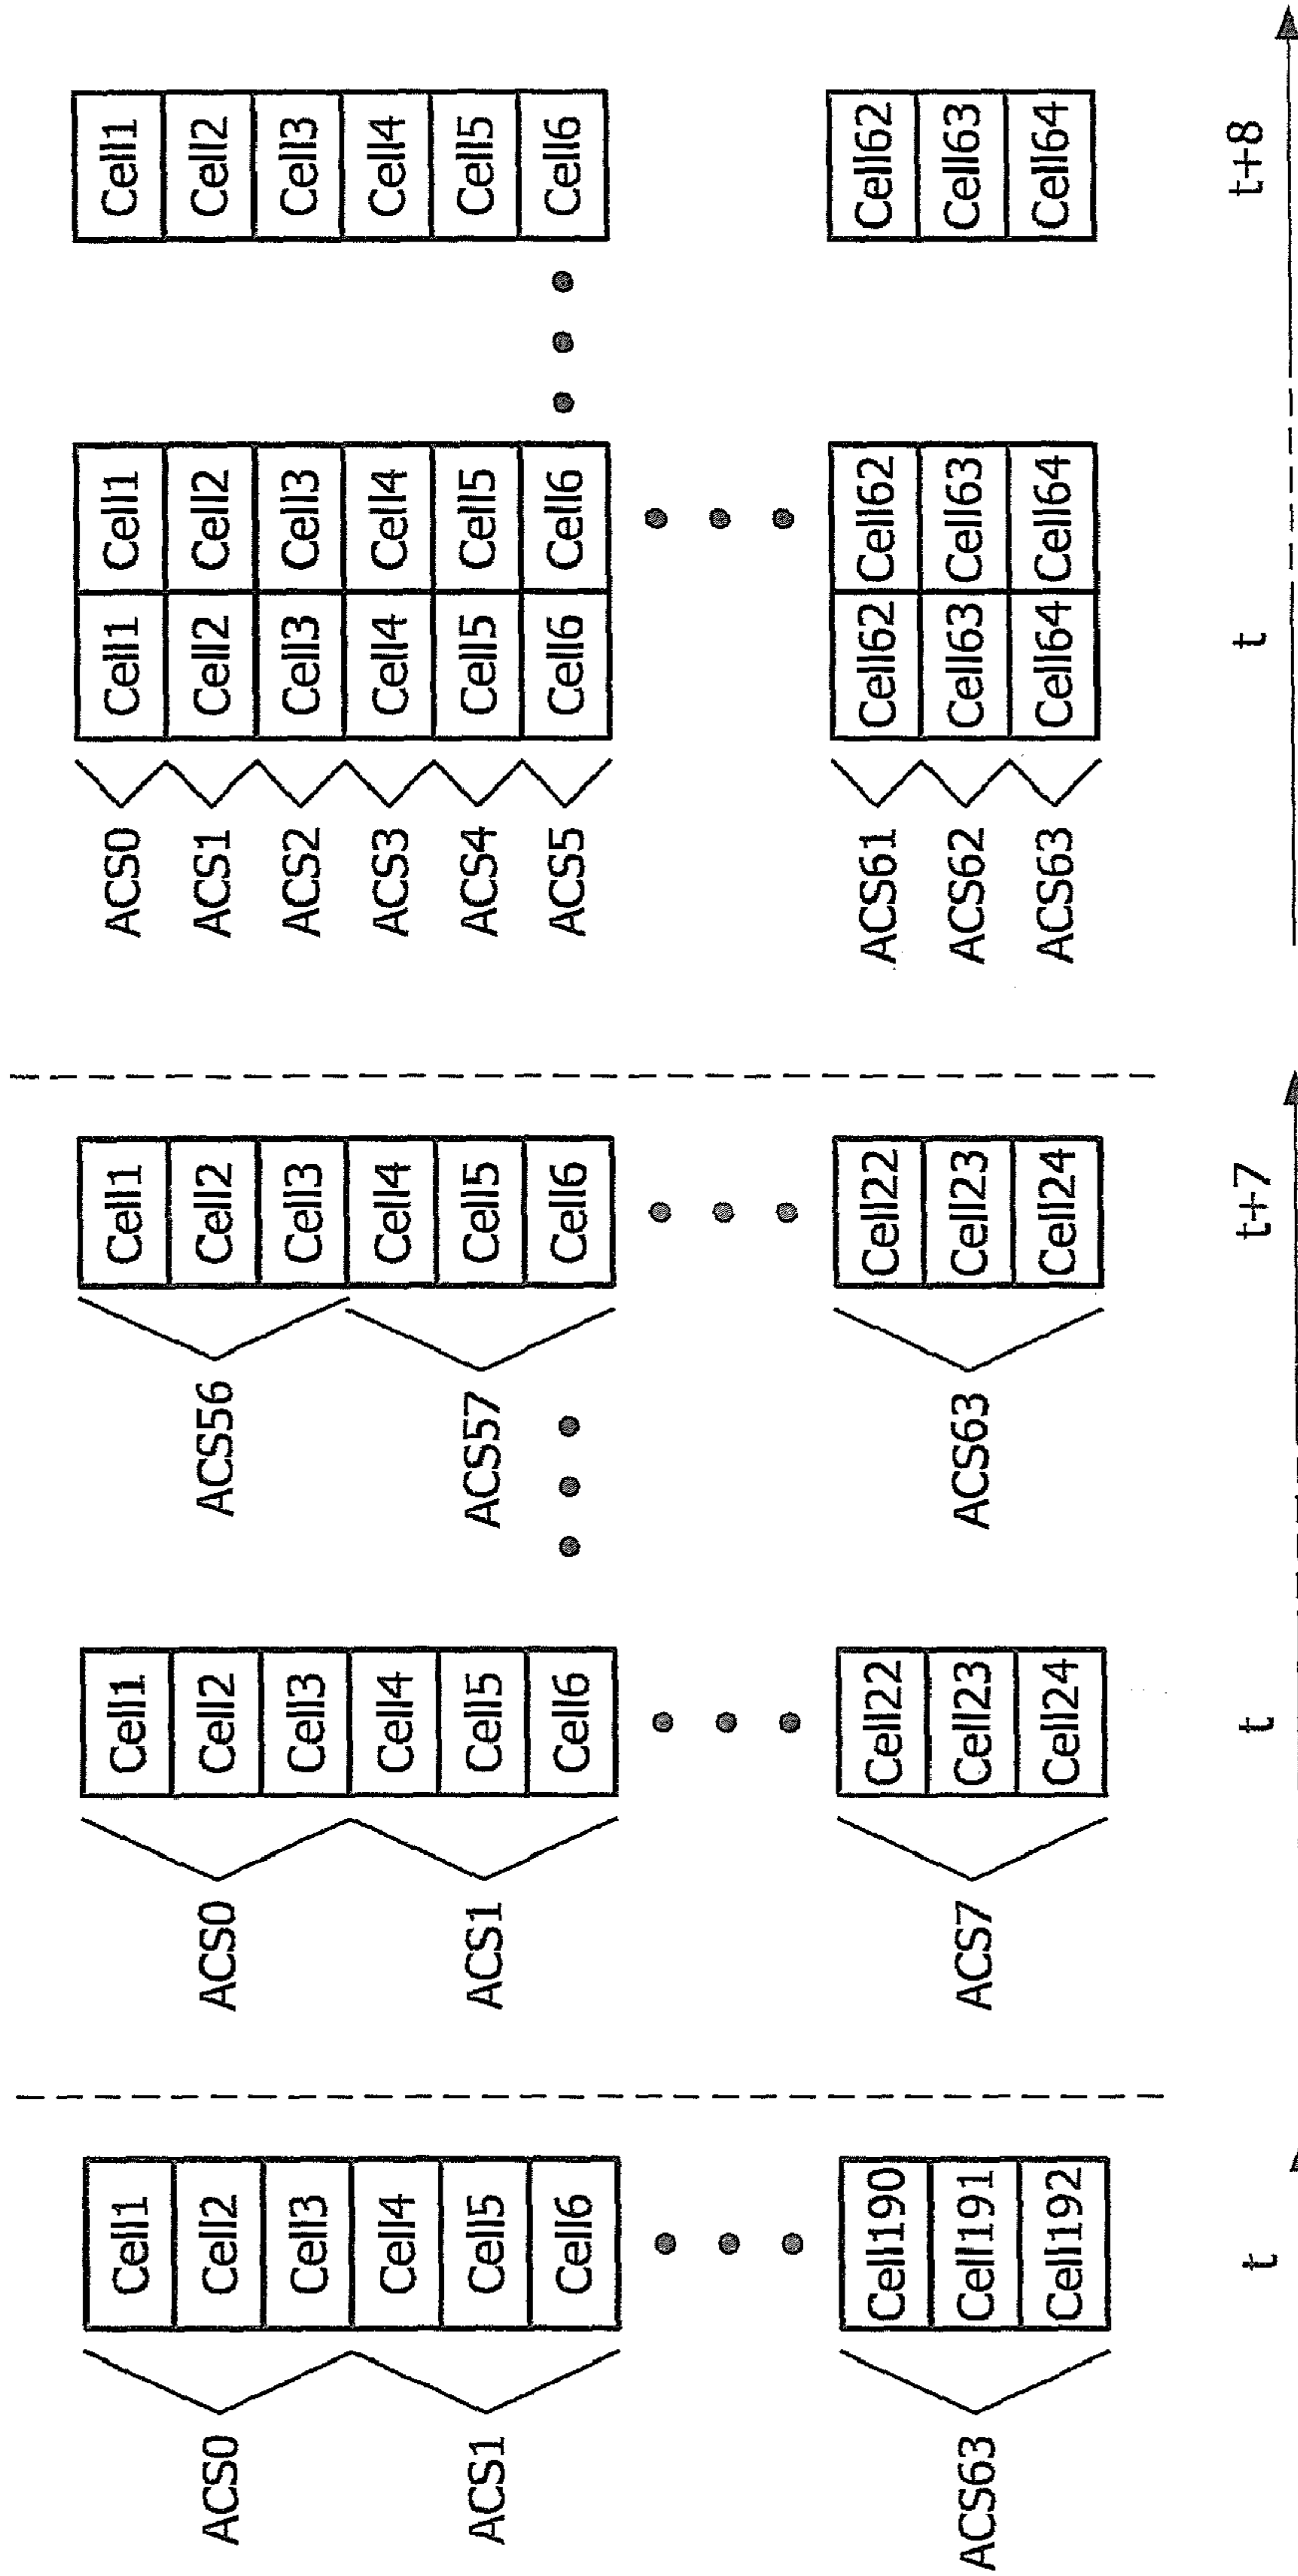 ACS0
ACS1
ACS63
Cell1
Cell2
Cell3
Cell4
Cell5
Cell6
Cell190
Cell191
Cell192
t
ACS0
ACS1
ACS7
Cell1
Cell2
Cell3
Cell4
Cell5
Cell6
Cell22
Cell23
Cell24
t
ACS56
ACS57
ACS63
Cell1
Cell2
Cell3
Cell4
Cell5
Cell6
Cell22
Cell23
Cell24
t+7
ACS0
ACS1
ACS2
ACS3
ACS4
ACS5
ACS61
ACS62
ACS63
Cell1 Cell1
Cell2 Cell2
Cell3 Cell3
Cell4 Cell4
Cell5 Cell5
Cell6 Cell6
Cell62 Cell62
Cell63 Cell63
Cell64 Cell64
t
Cell1
Cell2
Cell3
Cell4
Cell5
Cell6
Cell62
Cell63
Cell64
t+8